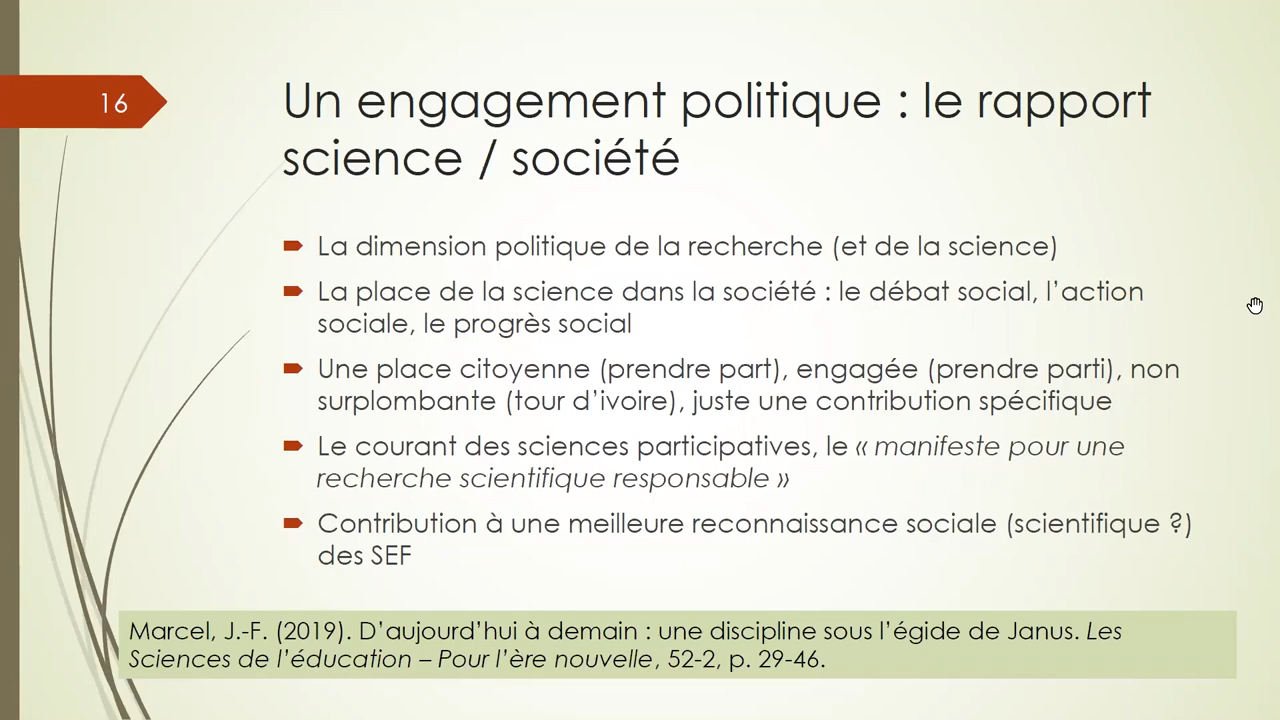 16
Un engagement politique : le rapport
science / société
La dimension politique de la recherche (et de la science)
La place de la science dans la société : le débat social, l’action
sociale, le progrès social
Une place citoyenne (prendre part), engagée (prendre parti), non
surplombante (tour d’ivoire), juste une contribution spécifique
Le courant des sciences participatives, le « manifeste pour une
recherche scientifique responsable »
Contribution à une meilleure reconnaissance sociale (scientifique ?)
des SEF
Marcel, J.-F. (2019). D’aujourd’hui à demain : une discipline sous l’égide de Janus. Les
Sciences de l’éducation – Pour l’ère nouvelle, 52-2, p. 29-46.